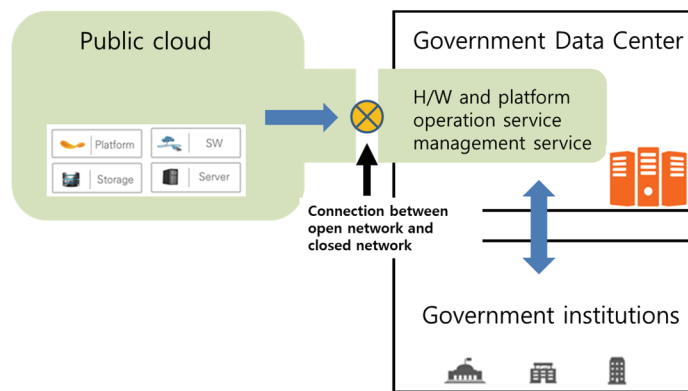 Public cloud
Platform
SW
Storage
Server
Government Data Center
H/W and platform
operation service
management service
Connection between
open network and
closed network
Government institutions